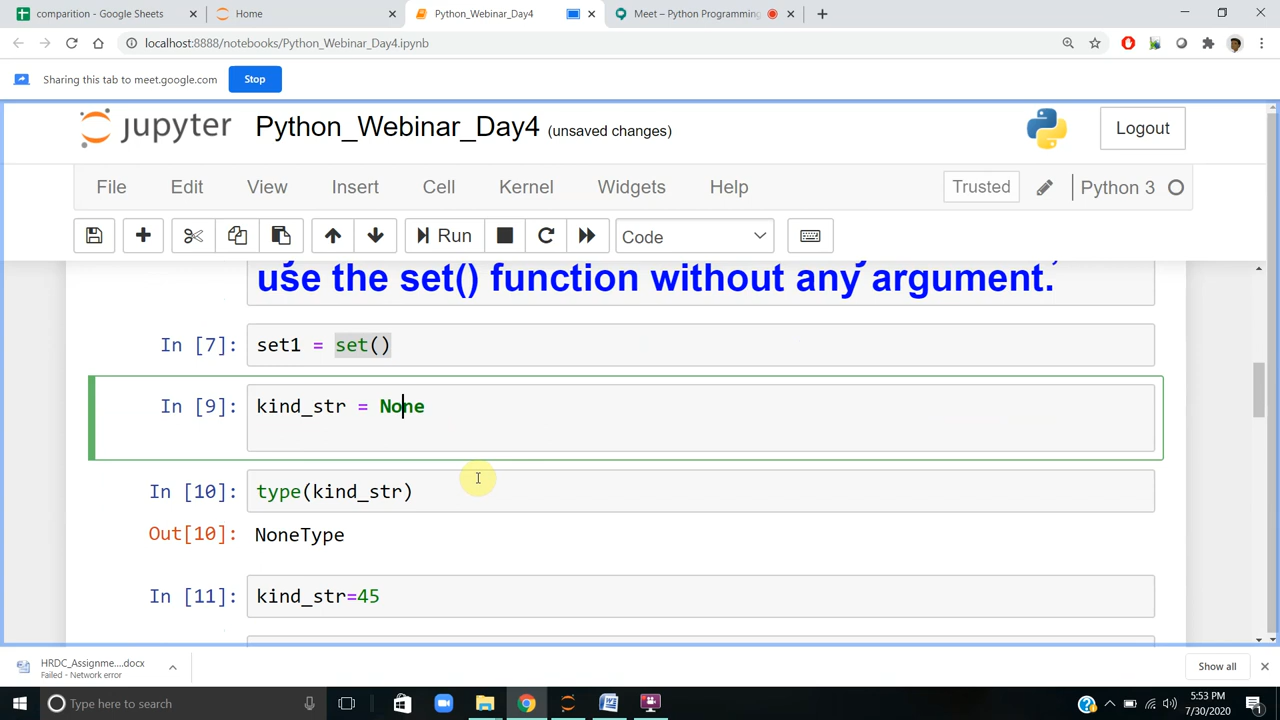 comparition - Google Sheets
Home
Python_Webinar_Day4
Meet – Python Programming
localhost:8888/notebooks/Python_Webinar_Day4.ipynb
Sharing this tab to meet.google.com
Stop
jupyter
Python_Webinar_Day4 (unsaved changes)
Logout
File Edit View Insert Cell Kernel Widgets Help
Trusted
Python 3
Run
Code
use the set() function without any argument.
In [7]: set1 = set()
In [9]: kind_str = None
In [10]: type(kind_str)
Out[10]: NoneType
In [11]: kind_str=45
HRDC_Assignme....docx
Failed - Network error
Show all
Type here to search
5:53 PM
7/30/2020
1